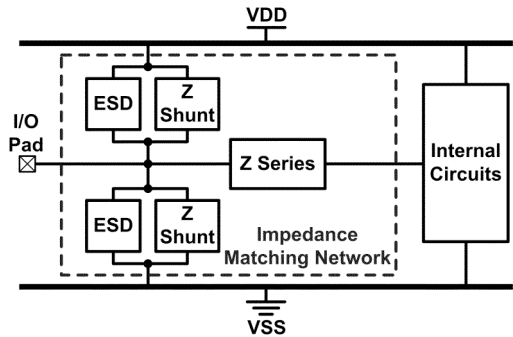 VDD
ESD
Z
Shunt
I/O
Pad
Z Series
Internal
Circuits
ESD
Z
Shunt
Impedance
Matching Network
VSS